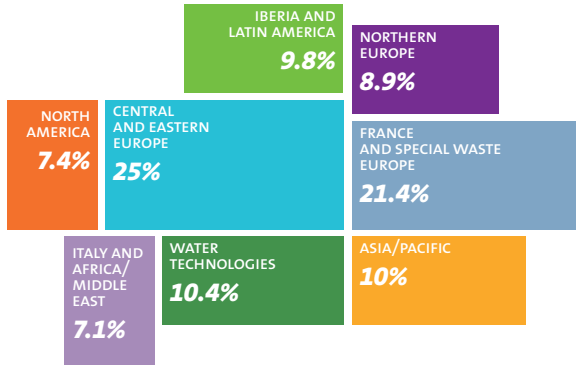 IBERIA AND
LATIN AMERICA
9.8%
NORTHERN
EUROPE
8.9%
NORTH
AMERICA
7.4%
CENTRAL
AND EASTERN
EUROPE
25%
FRANCE
AND SPECIAL WASTE
EUROPE
21.4%
ITALY AND
AFRICA/
MIDDLE
EAST
7.1%
WATER
TECHNOLOGIES
10.4%
ASIA/PACIFIC
10%